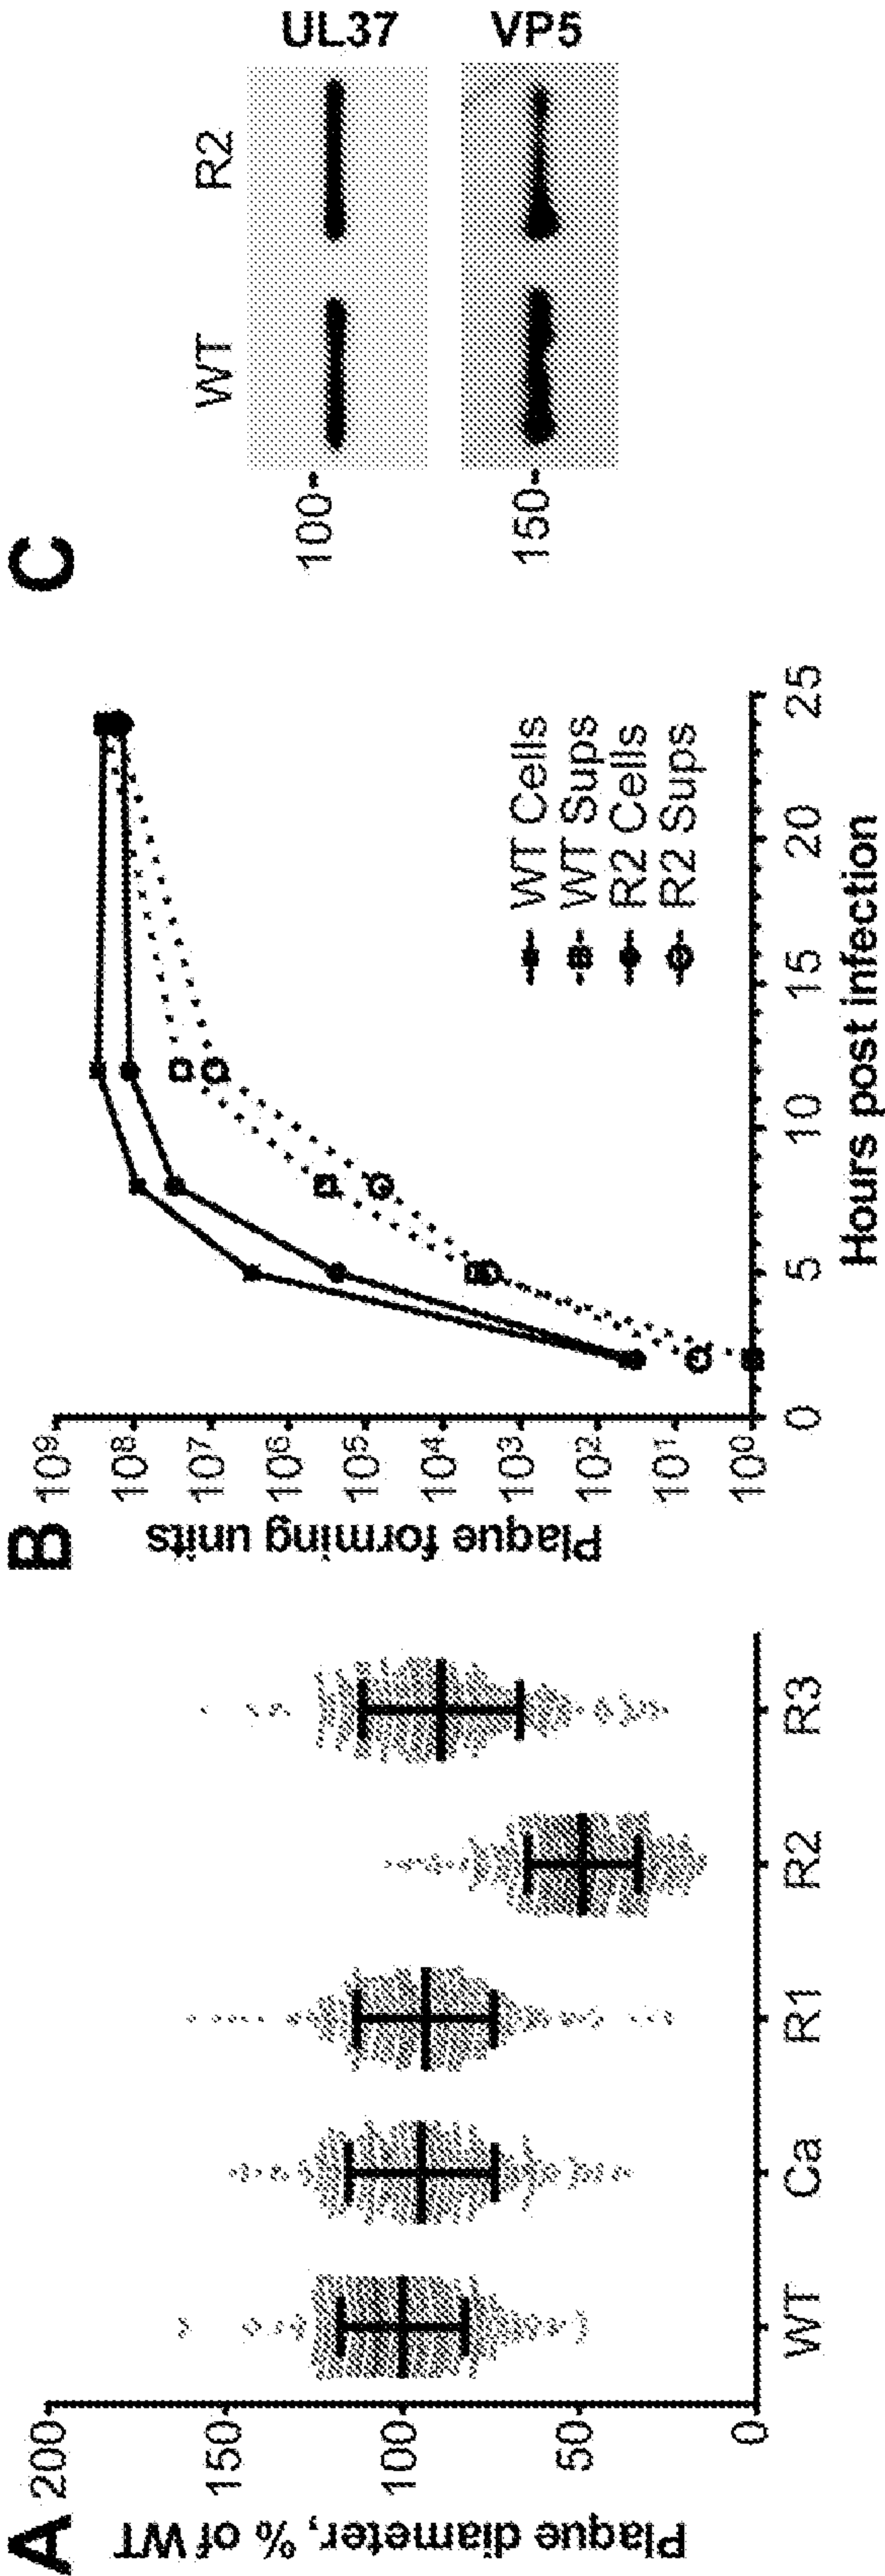 A
Plaque diameter, % of WT
200
150
100
50
0
WT Ca R1 R2 R3
B
Plaque forming units
10⁹
10⁸
10⁷
10⁶
10⁵
10⁴
10³
10²
10¹
10⁰
WT Cells
WT Sups
R2 Cells
R2 Sups
0 5 10 15 20 25
Hours post infection
C
WT R2
100-
UL37
150-
VP5